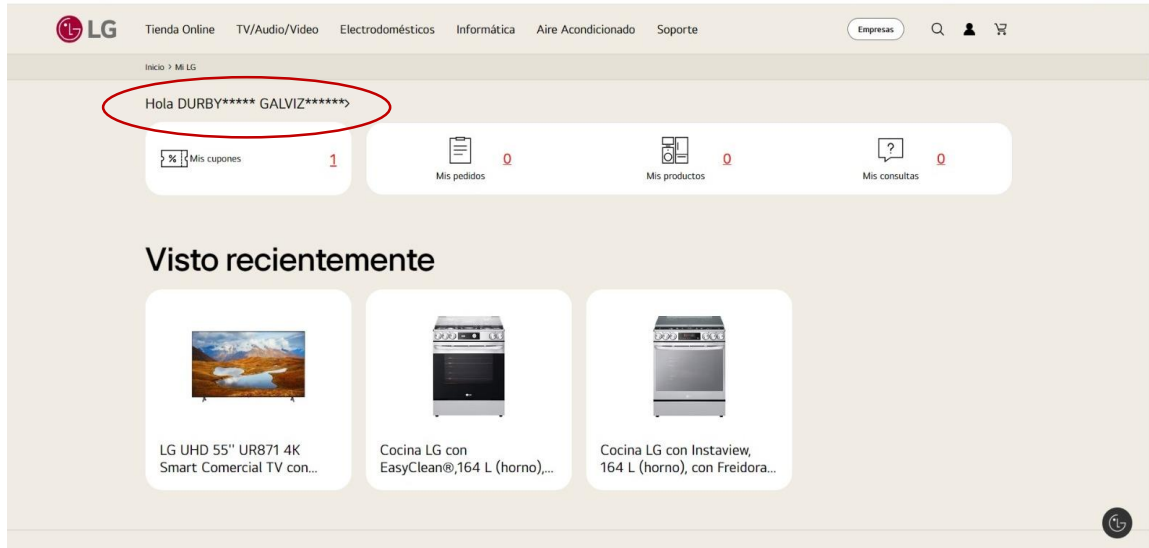 LG
Tienda Online TV/Audio/Video Electrodomésticos Informática Aire Acondicionado Soporte Empresas
Inicio > Mi LG
Hola DURBY***** GALVIZ******>
% Mis cupones 1
0
Mis pedidos
0
Mis productos
? 0
Mis consultas
Visto recientemente
LG UHD 55'' UR871 4K
Smart Comercial TV con...
Cocina LG con
EasyClean®,164 L (horno),...
Cocina LG con Instaview,
164 L (horno), con Freidora...